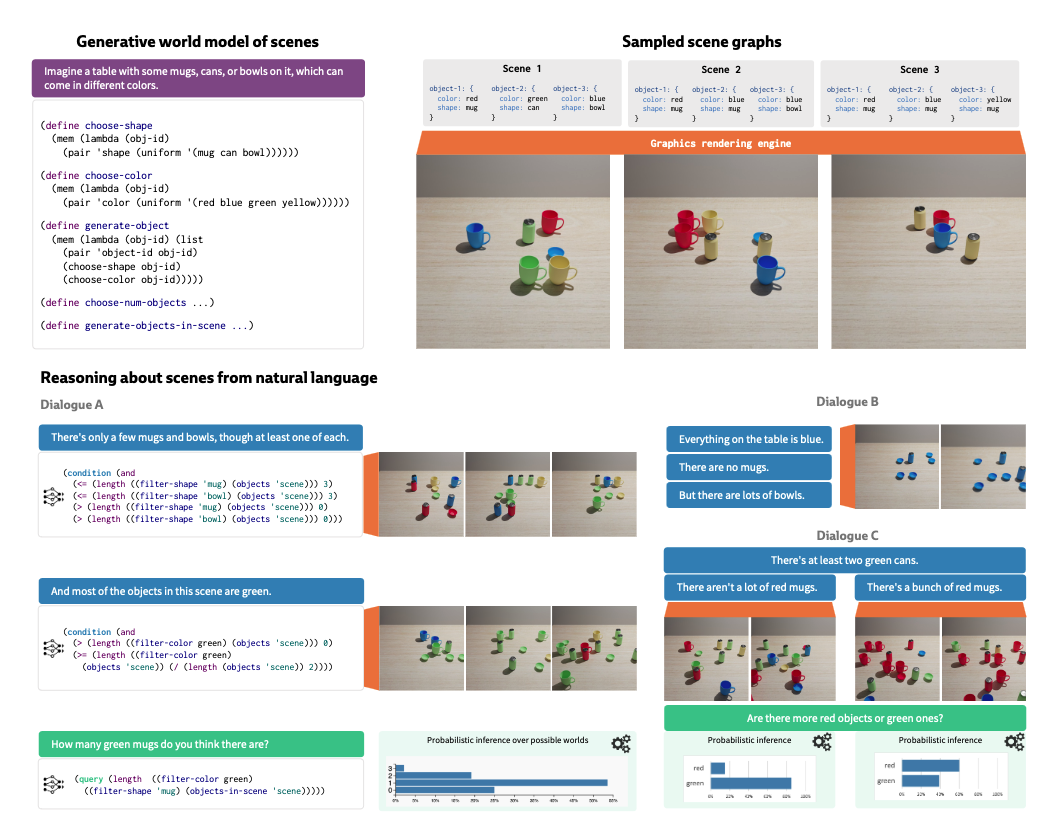 Generative world model of scenes
Imagine a table with some mugs, cans, or bowls on it, which can
come in different colors.
(define choose-shape
(mem (lambda (obj-id)
(pair 'shape (uniform '(mug can bowl))))))
(define choose-color
(mem (lambda (obj-id)
(pair 'color (uniform '(red blue green yellow))))))
(define generate-object
(mem (lambda (obj-id) (list
(pair 'object-id obj-id)
(choose-shape obj-id)
(choose-color obj-id)))))
(define choose-num-objects ...)
(define generate-objects-in-scene ...)
Sampled scene graphs
Scene 1
object-1: { object-2: { object-3: {
color: red color: green color: blue
shape: mug shape: can shape: bowl
} } }
Scene 2
object-1: { object-2: { object-3: {
color: red color: blue color: blue
shape: mug shape: mug shape: bowl
} } }
Scene 3
object-1: { object-2: { object-3: {
color: red color: blue color: yellow
shape: mug shape: mug shape: mug
} } }
Graphics rendering engine
Reasoning about scenes from natural language
Dialogue A
There's only a few mugs and bowls, though at least one of each.
(condition (and
(<= (length ((filter-shape 'mug) (objects 'scene))) 3)
(<= (length ((filter-shape 'bowl) (objects 'scene))) 3)
(> (length ((filter-shape 'mug) (objects 'scene))) 0)
(> (length ((filter-shape 'bowl) (objects 'scene))) 0)))
And most of the objects in this scene are green.
(condition (and
(> (length ((filter-color green) (objects 'scene))) 0)
(>= (length ((filter-color green)
(objects 'scene)) (/ (length (objects 'scene)) 2))))
How many green mugs do you think there are?
(query (length ((filter-color green)
((filter-shape 'mug) (objects-in-scene 'scene)))))
Probabilistic inference over possible worlds
3
2
1
0
0% 5% 10% 15% 20% 25% 30% 35% 40% 45% 50% 55%
Dialogue B
Everything on the table is blue.
There are no mugs.
But there are lots of bowls.
Dialogue C
There's at least two green cans.
There aren't a lot of red mugs.
There's a bunch of red mugs.
Are there more red objects or green ones?
Probabilistic inference
red
green
0% 20% 40% 60% 80% 100%
Probabilistic inference
red
green
0% 20% 40% 60% 80% 100%